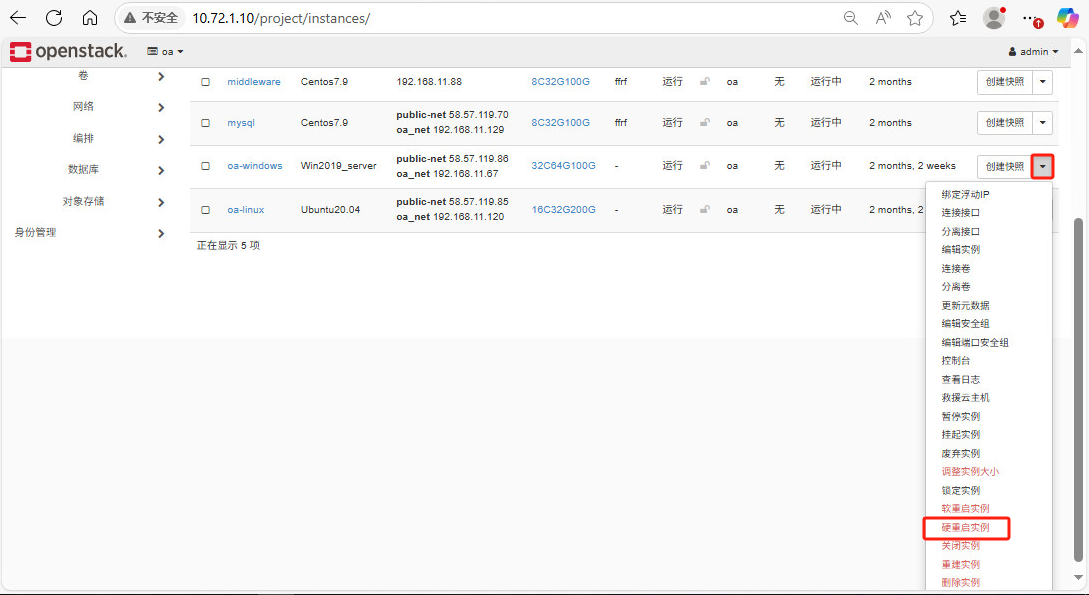 不安全 10.72.1.10/project/instances/
openstack. oa admin
卷
网络
编排
数据库
对象存储
身份管理
middleware Centos7.9 192.168.11.88 8C32G100G ffrf 运行 oa 无 运行中 2 months 创建快照
mysql Centos7.9 public-net 58.57.119.70 8C32G100G ffrf 运行 oa 无 运行中 2 months 创建快照
oa_net 192.168.11.129
oa-windows Win2019_server public-net 58.57.119.86 32C64G100G - 运行 oa 无 运行中 2 months, 2 weeks 创建快照
oa_net 192.168.11.67
oa-linux Ubuntu20.04 public-net 58.57.119.85 16C32G200G - 运行 oa 无 运行中 2 months, 2
oa_net 192.168.11.120
正在显示 5 项
绑定浮动IP
连接接口
分离接口
编辑实例
连接卷
分离卷
更新元数据
编辑安全组
编辑端口安全组
控制台
查看日志
救援云主机
暂停实例
挂起实例
废弃实例
调整实例大小
锁定实例
软重启实例
硬重启实例
关闭实例
重建实例
删除实例